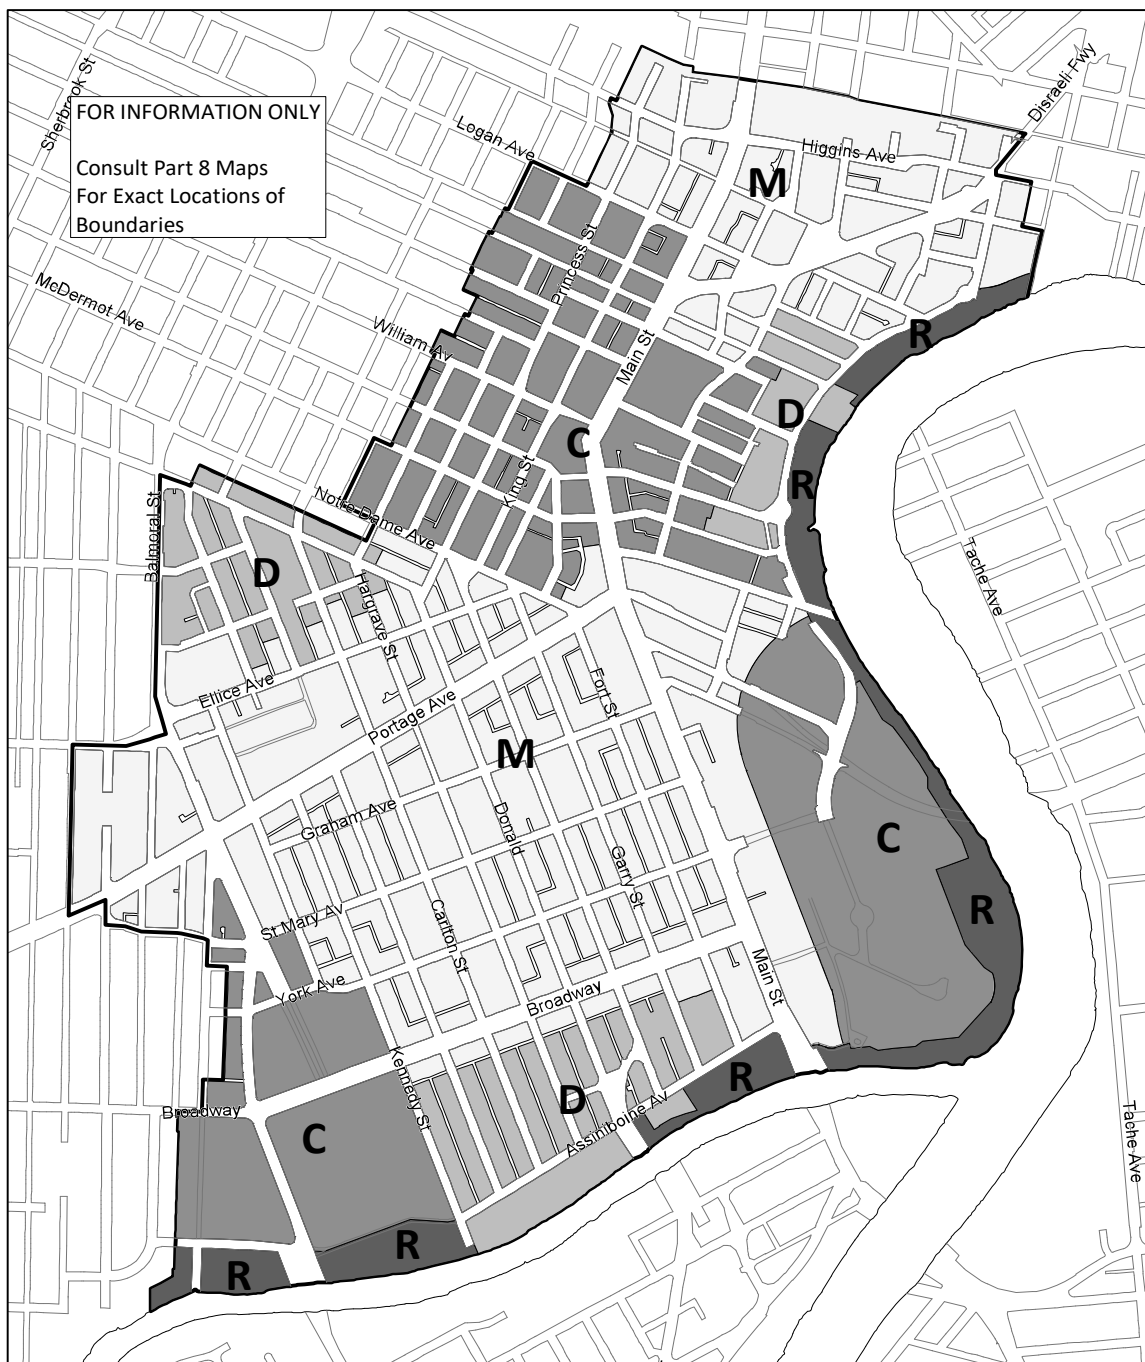 Sherbrook St
Disraeli Fwy
FOR INFORMATION ONLY
Consult Part 8 Maps
For Exact Locations of
Boundaries
Logan Ave
Higgins Ave
M
Princess St
McDermot Ave
William Av
Main St
R
D
C
King St
R
Notre Dame Ave
Balmoral St
D
Hargrave St
Tache Ave
Ellice Ave
Portage Ave
Fort St
M
Graham Ave
Donald
Garry St
C
Carlton St
St Mary Av
R
York Ave
Broadway
Main St
Kennedy St
R
D
Broadway
Assiniboine Av
C
Tache Ave
R
R